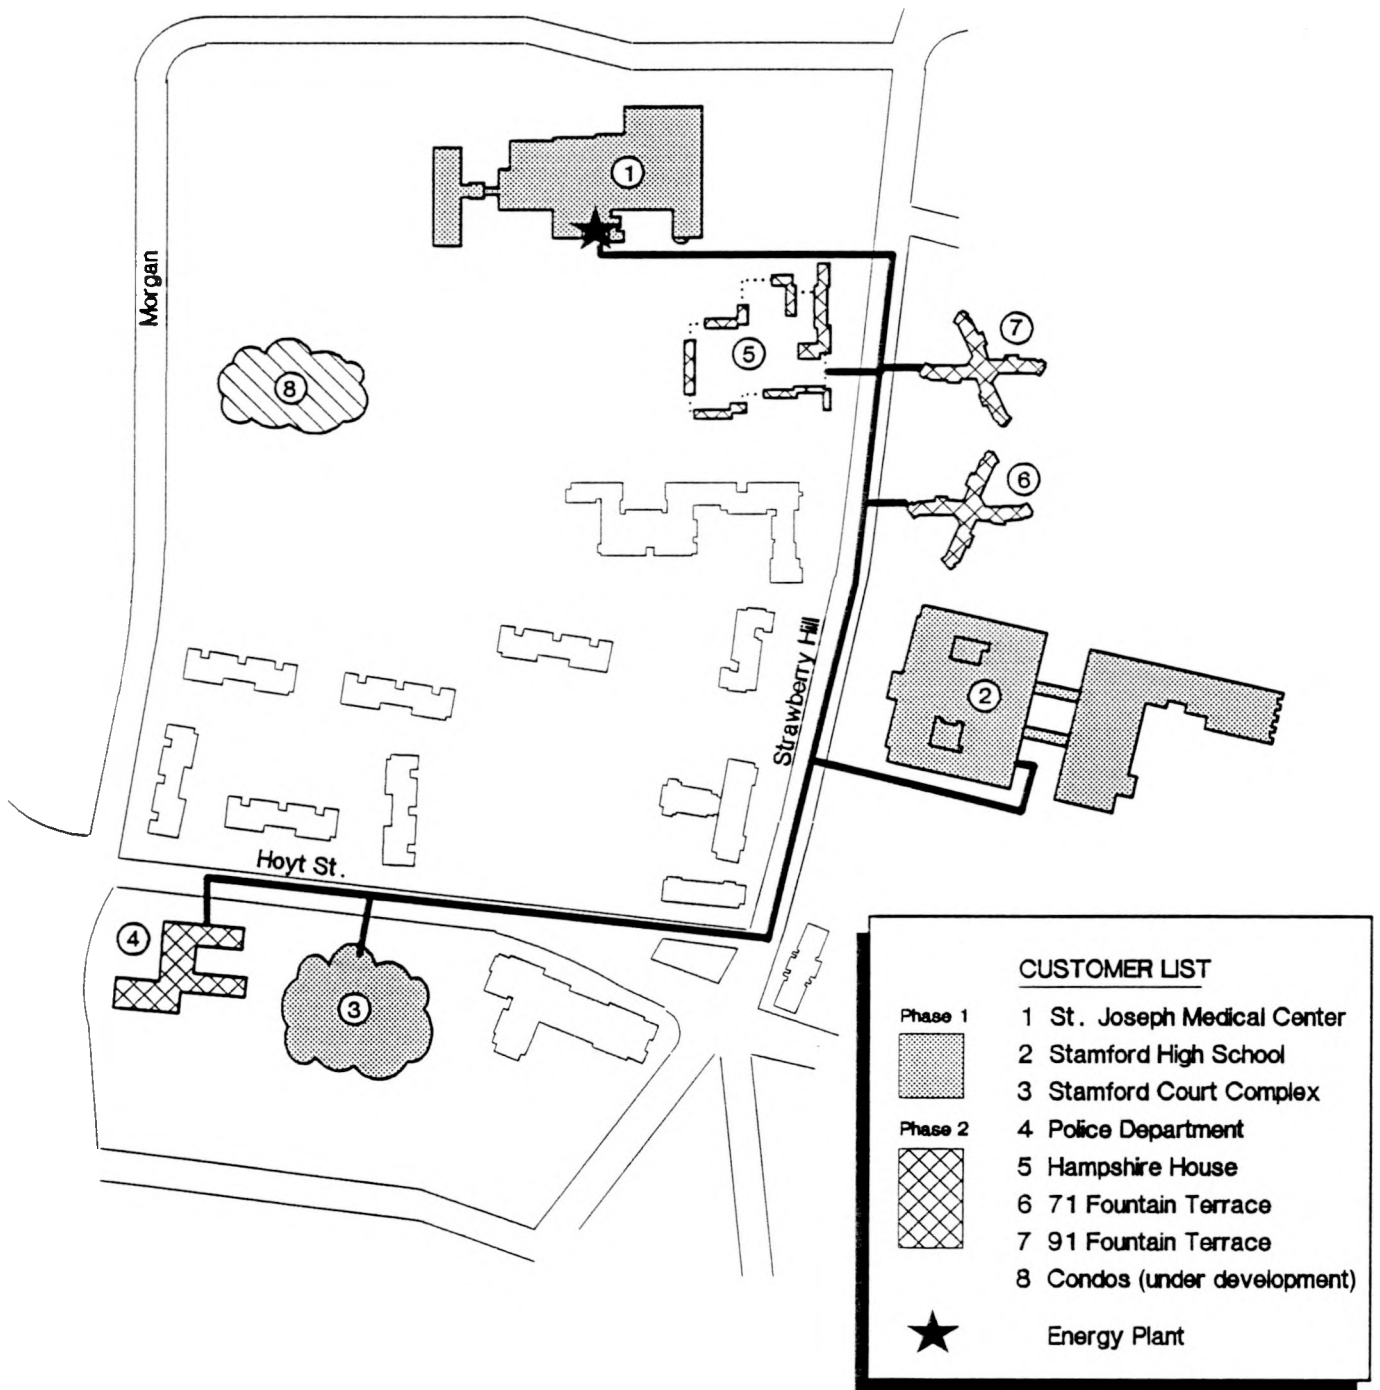 1
Morgan
7
5
8
6
Strawberry Hill
2
Hoyt St.
4
3
CUSTOMER LIST
Phase 1
1 St. Joseph Medical Center
2 Stamford High School
3 Stamford Court Complex
Phase 2
4 Police Department
5 Hampshire House
6 71 Fountain Terrace
7 91 Fountain Terrace
8 Condos (under development)
Energy Plant